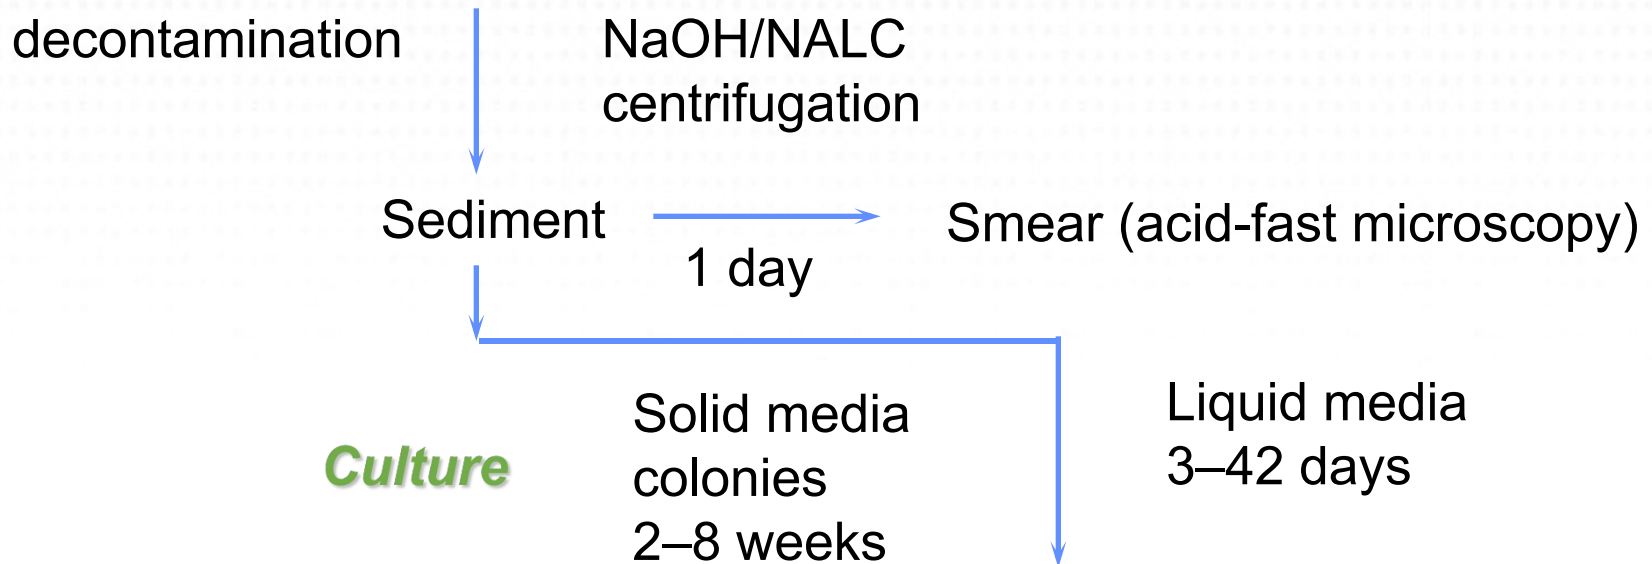 decontamination
NaOH/NALC
centrifugation
Sediment
Smear (acid-fast microscopy)
1 day
Culture
Solid media
colonies
2–8 weeks
Liquid media
3–42 days